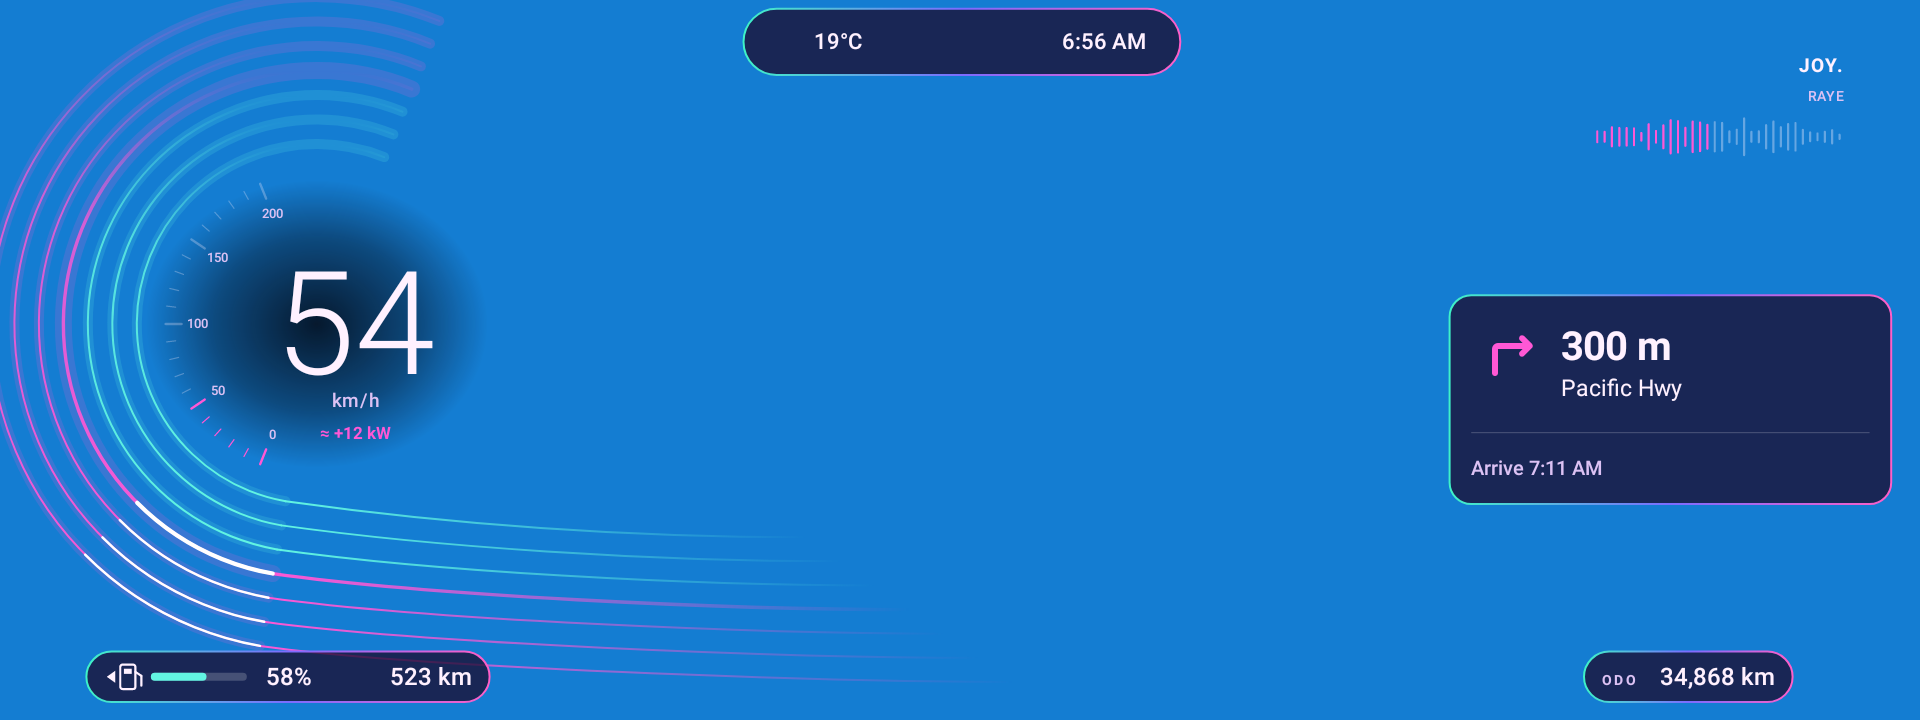 19°C 6:56 AM
JOY.
RAYE
200
150
100
50
0
54
km/h
≈ +12 kW
300 m
Pacific Hwy
Arrive 7:11 AM
58% 523 km
ODO 34,868 km